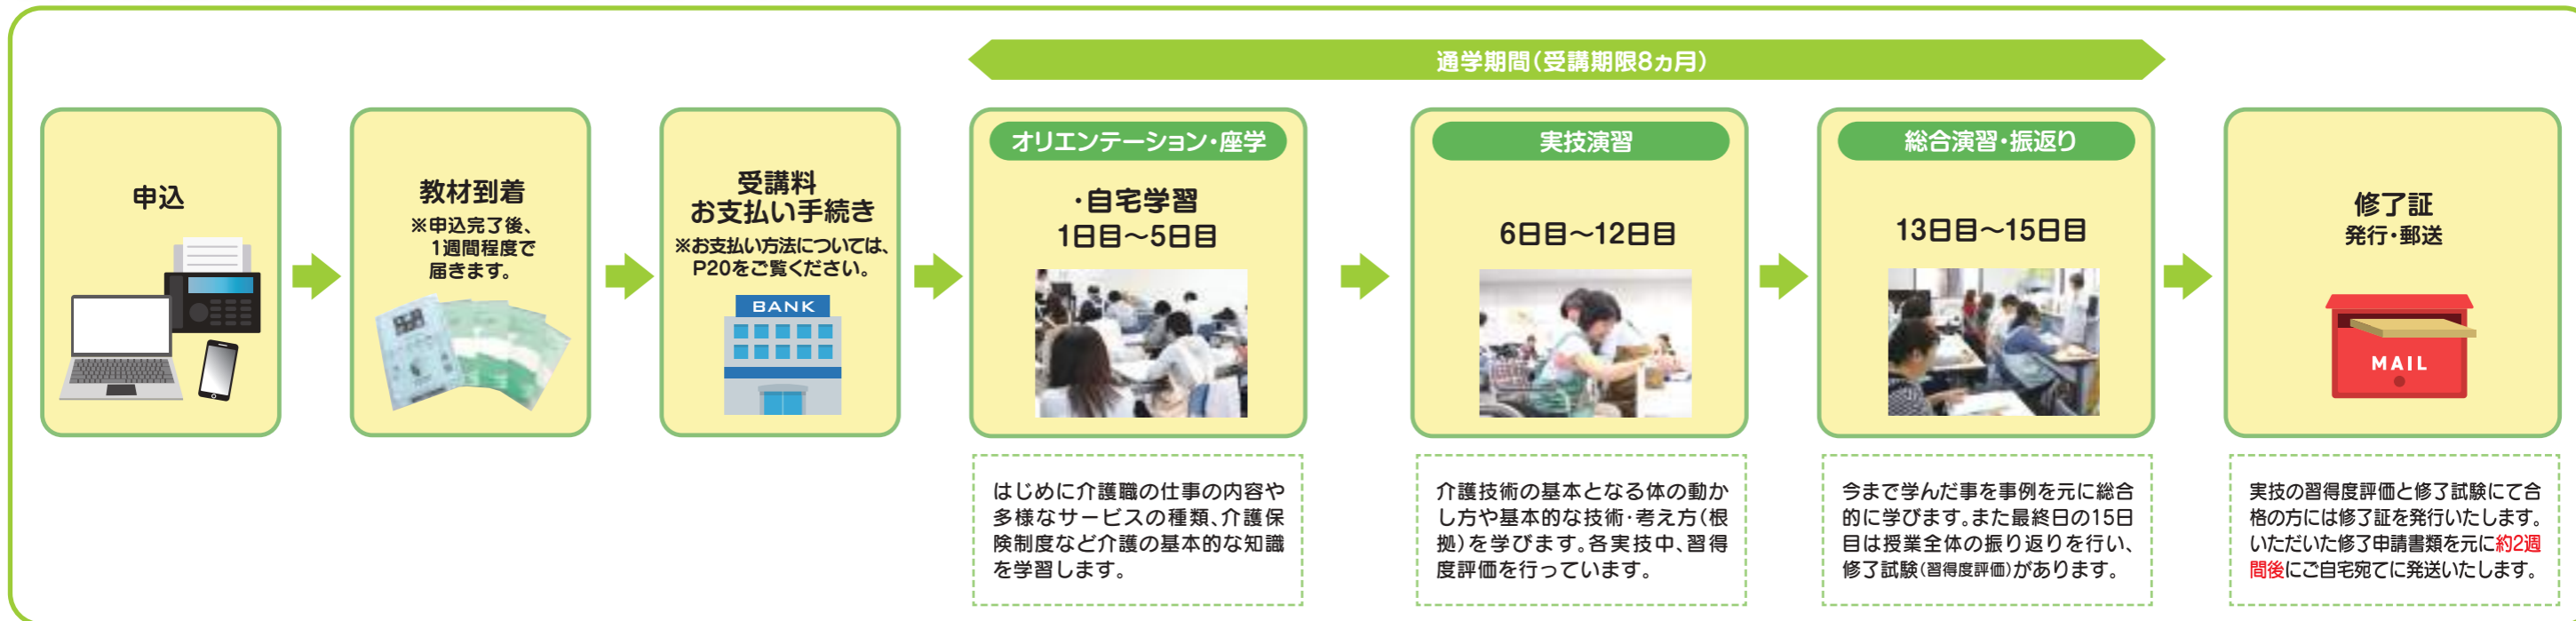 通学期間(受講期限8ヵ月)
申込
教材到着
※申込完了後、
1週間程度で
届きます。
受講料
お支払い手続き
※お支払い方法については、
P20をご覧ください。
BANK
オリエンテーション・座学
・自宅学習
1日目〜5日目
はじめに介護職の仕事の内容や
多様なサービスの種類、介護保
険制度など介護の基本的な知識
を学習します。
実技演習
6日目〜12日目
介護技術の基本となる体の動か
し方や基本的な技術・考え方(根
拠)を学びます。各実技中、習得
度評価を行っています。
総合演習・振返り
13日目〜15日目
今まで学んだ事を事例を元に総合
的に学びます。また最終日の15日
目は授業全体の振り返りを行い、
修了試験(習得度評価)があります。
修了証
発行・郵送
MAIL
実技の習得度評価と修了試験にて合
格の方には修了証を発行いたします。
いただいた修了申請書類を元に約2週
間後にご自宅宛てに発送いたします。